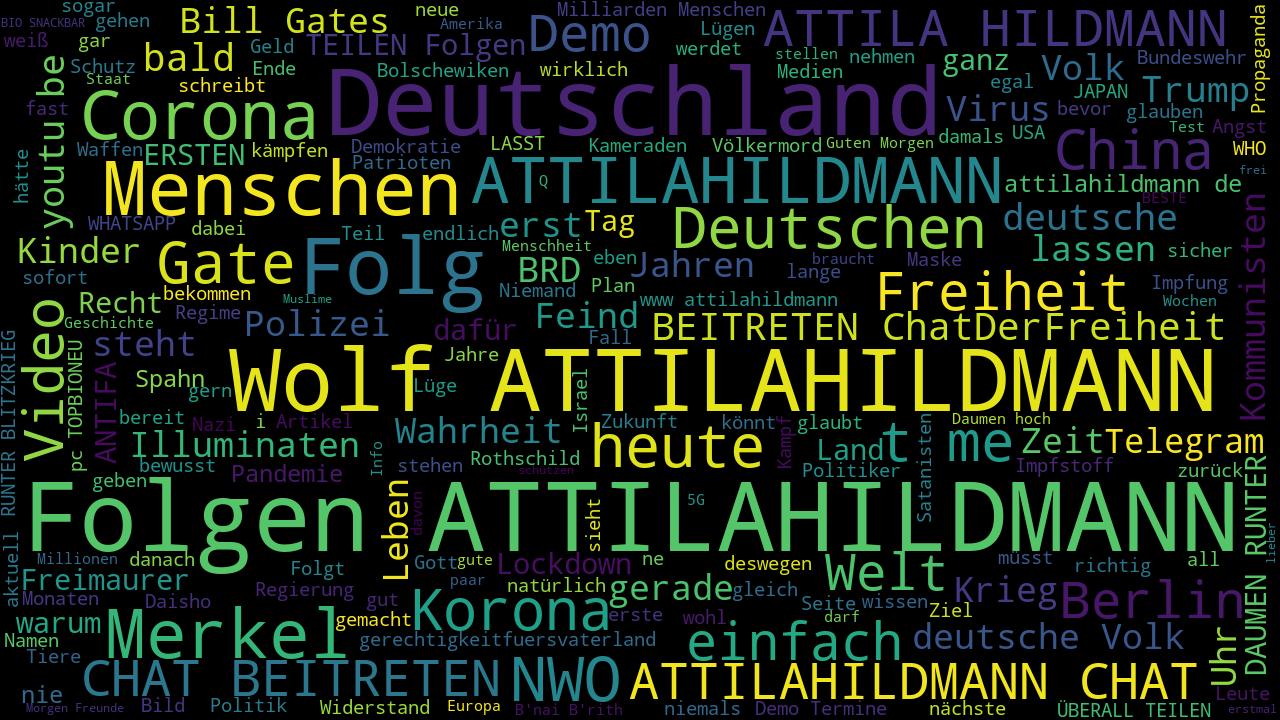 sogar
Milliarden Menschen
BIO SNACKBAR gehen
Bill Gates
neue
Amerika
Lügen
Demo
ATTILA HILDMANN
weiß
gar
Geld
TEILEN Folgen
werdet
stellen
nehmen
ganz
Volk
Bundeswehr
Propaganda
Schutz
bald
Ende
Bolschewiken
wirklich
Medien
egal
Staat
schreibt
JAPAN
Trump
fast
Corona
Deutschland
Virus
bevor
glauben
youtu be
Waffen
ERSTEN
kämpfen
Demokratie
LASST
Kameraden
Völkermord
Guten Morgen
damals
USA
Test
Angst
Patrioten
China
WHO
hätte
Menschen
ATTILAHILDMANN
Q
attilahildmann de
frei
BESTE
WHATSAPP
dabei
Teil
endlich
erst
Tag
Deutschen
deutsche
Kinder
Gate
Folg
Menschheit
BRD
eben
Jahren
lange
braucht
Maske
lassen
sicher
sofort
bekommen
Muslime
Niemand
Plan
www attilahildmann
Freiheit
Impfung
Wochen
Kommunisten
Recht
Regime
Geschichte
Polizei
dafür
Feind
Fall
BEITRETEN ChatDerFreiheit
Video
steht
Jahre
RUNTER BLITZKRIEG
pc TOPBIONEU
ANTIFA
Spahn
gern
Wolf ATTILAHILDMANN
Lüge
Israel
bereit
Nazi
i
Artikel
Zukunft
könnt
glaubt
Daumen hoch
Illuminaten
Info
Wahrheit
heute
Kampf
Land
t
me
Zeit
Telegram
bewusst
Pandemie
stehen
Rothschild
schützen
Politiker
Satanisten
Impfstoff
zurück
geben
Folgen ATTILAHILDMANN
Leben
davon
sieht
5G
DAUMEN RUNTER
aktuell
Millionen
danach
Folgt
Gott
gute
Lockdown
ne
deswegen
Welt
müsst
richtig
all
lieber
Freimaurer
Regierung
paar
natürlich
gerade
gleich
Krieg
Berlin
Monaten
Daisho
gut
Korona
Seite
wissen
Ziel
warum
Merkel
gemacht
erste
wohl
darf
Namen
gerechtigkeitfuersvaterland
einfach
deutsche Volk
Uhr
Tiere
CHAT BEITRETEN
NWO
ATTILAHILDMANN CHAT
nie
Leute
Morgen Freunde
Bild
Politik
Widerstand
Europa
B'nai B'rith
niemals
Demo Termine
nächste
ÜBERALL TEILEN
erstmal